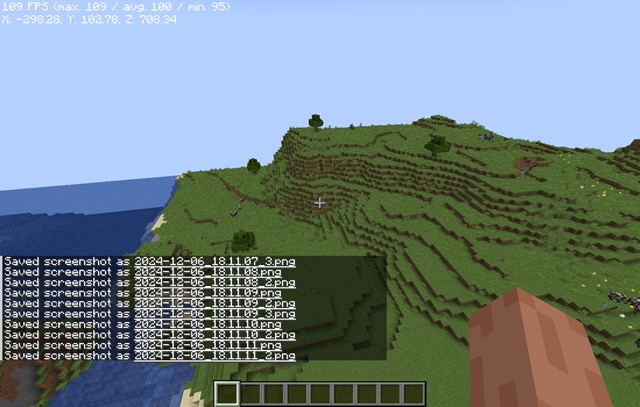 109 FPS (max. 109 / avg. 100 / min. 95)
X: -298.28, Y: 102.78, Z: 708.34
Saved screenshot as 2024-12-06_18.11.07_3.png
Saved screenshot as 2024-12-06_18.11.08.png
Saved screenshot as 2024-12-06_18.11.08_2.png
Saved screenshot as 2024-12-06_18.11.09.png
Saved screenshot as 2024-12-06_18.11.09_2.png
Saved screenshot as 2024-12-06_18.11.09_3.png
Saved screenshot as 2024-12-06_18.11.10.png
Saved screenshot as 2024-12-06_18.11.10_2.png
Saved screenshot as 2024-12-06_18.11.11.png
Saved screenshot as 2024-12-06_18.11.11_2.png